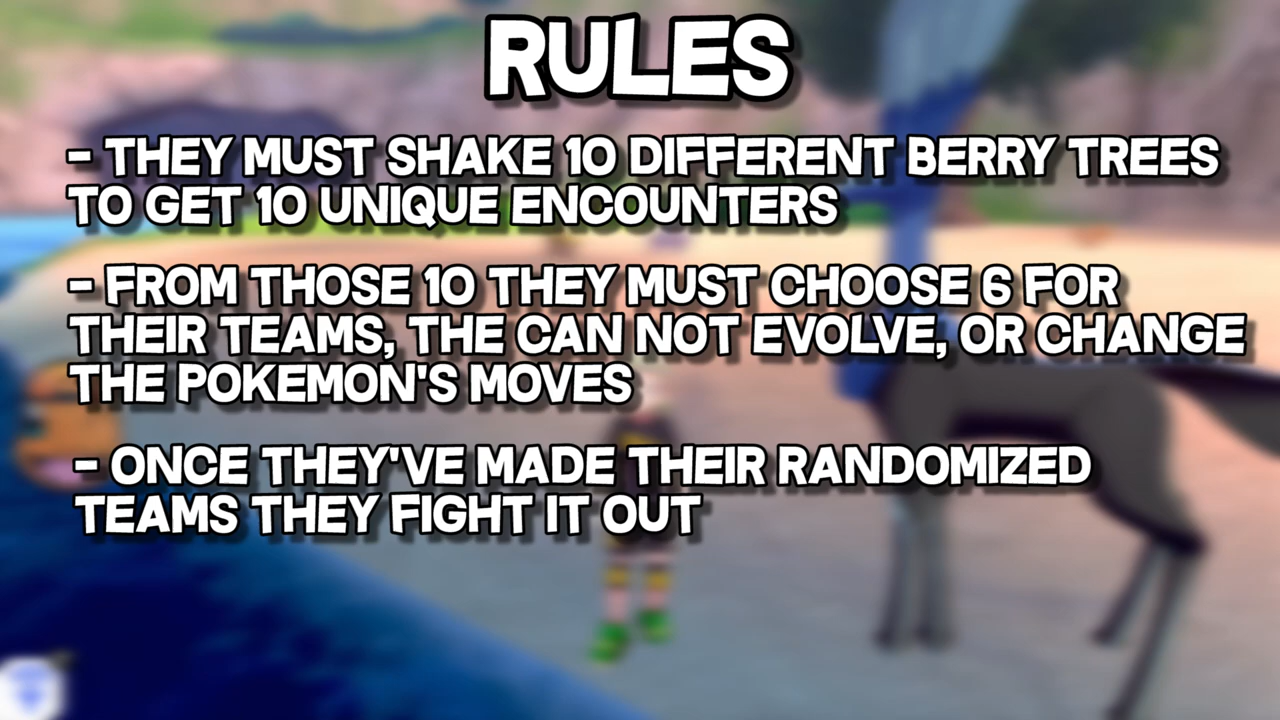 RULES
- THEY MUST SHAKE 10 DIFFERENT BERRY TREES
TO GET 10 UNIQUE ENCOUNTERS
- FROM THOSE 10 THEY MUST CHOOSE 6 FOR
THEIR TEAMS, THE CAN NOT EVOLVE, OR CHANGE
THE POKEMON'S MOVES
- ONCE THEY'VE MADE THEIR RANDOMIZED
TEAMS THEY FIGHT IT OUT